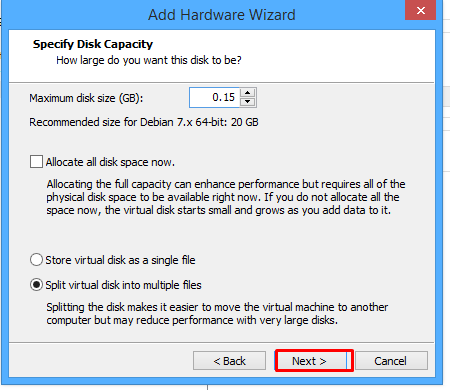 Add Hardware Wizard
Specify Disk Capacity
How large do you want this disk to be?
Maximum disk size (GB): 0.15
Recommended size for Debian 7.x 64-bit: 20 GB
Allocate all disk space now.
Allocating the full capacity can enhance performance but requires all of the
physical disk space to be available right now. If you do not allocate all the
space now, the virtual disk starts small and grows as you add data to it.
Store virtual disk as a single file
Split virtual disk into multiple files
Splitting the disk makes it easier to move the virtual machine to another
computer but may reduce performance with very large disks.
< Back Next > Cancel